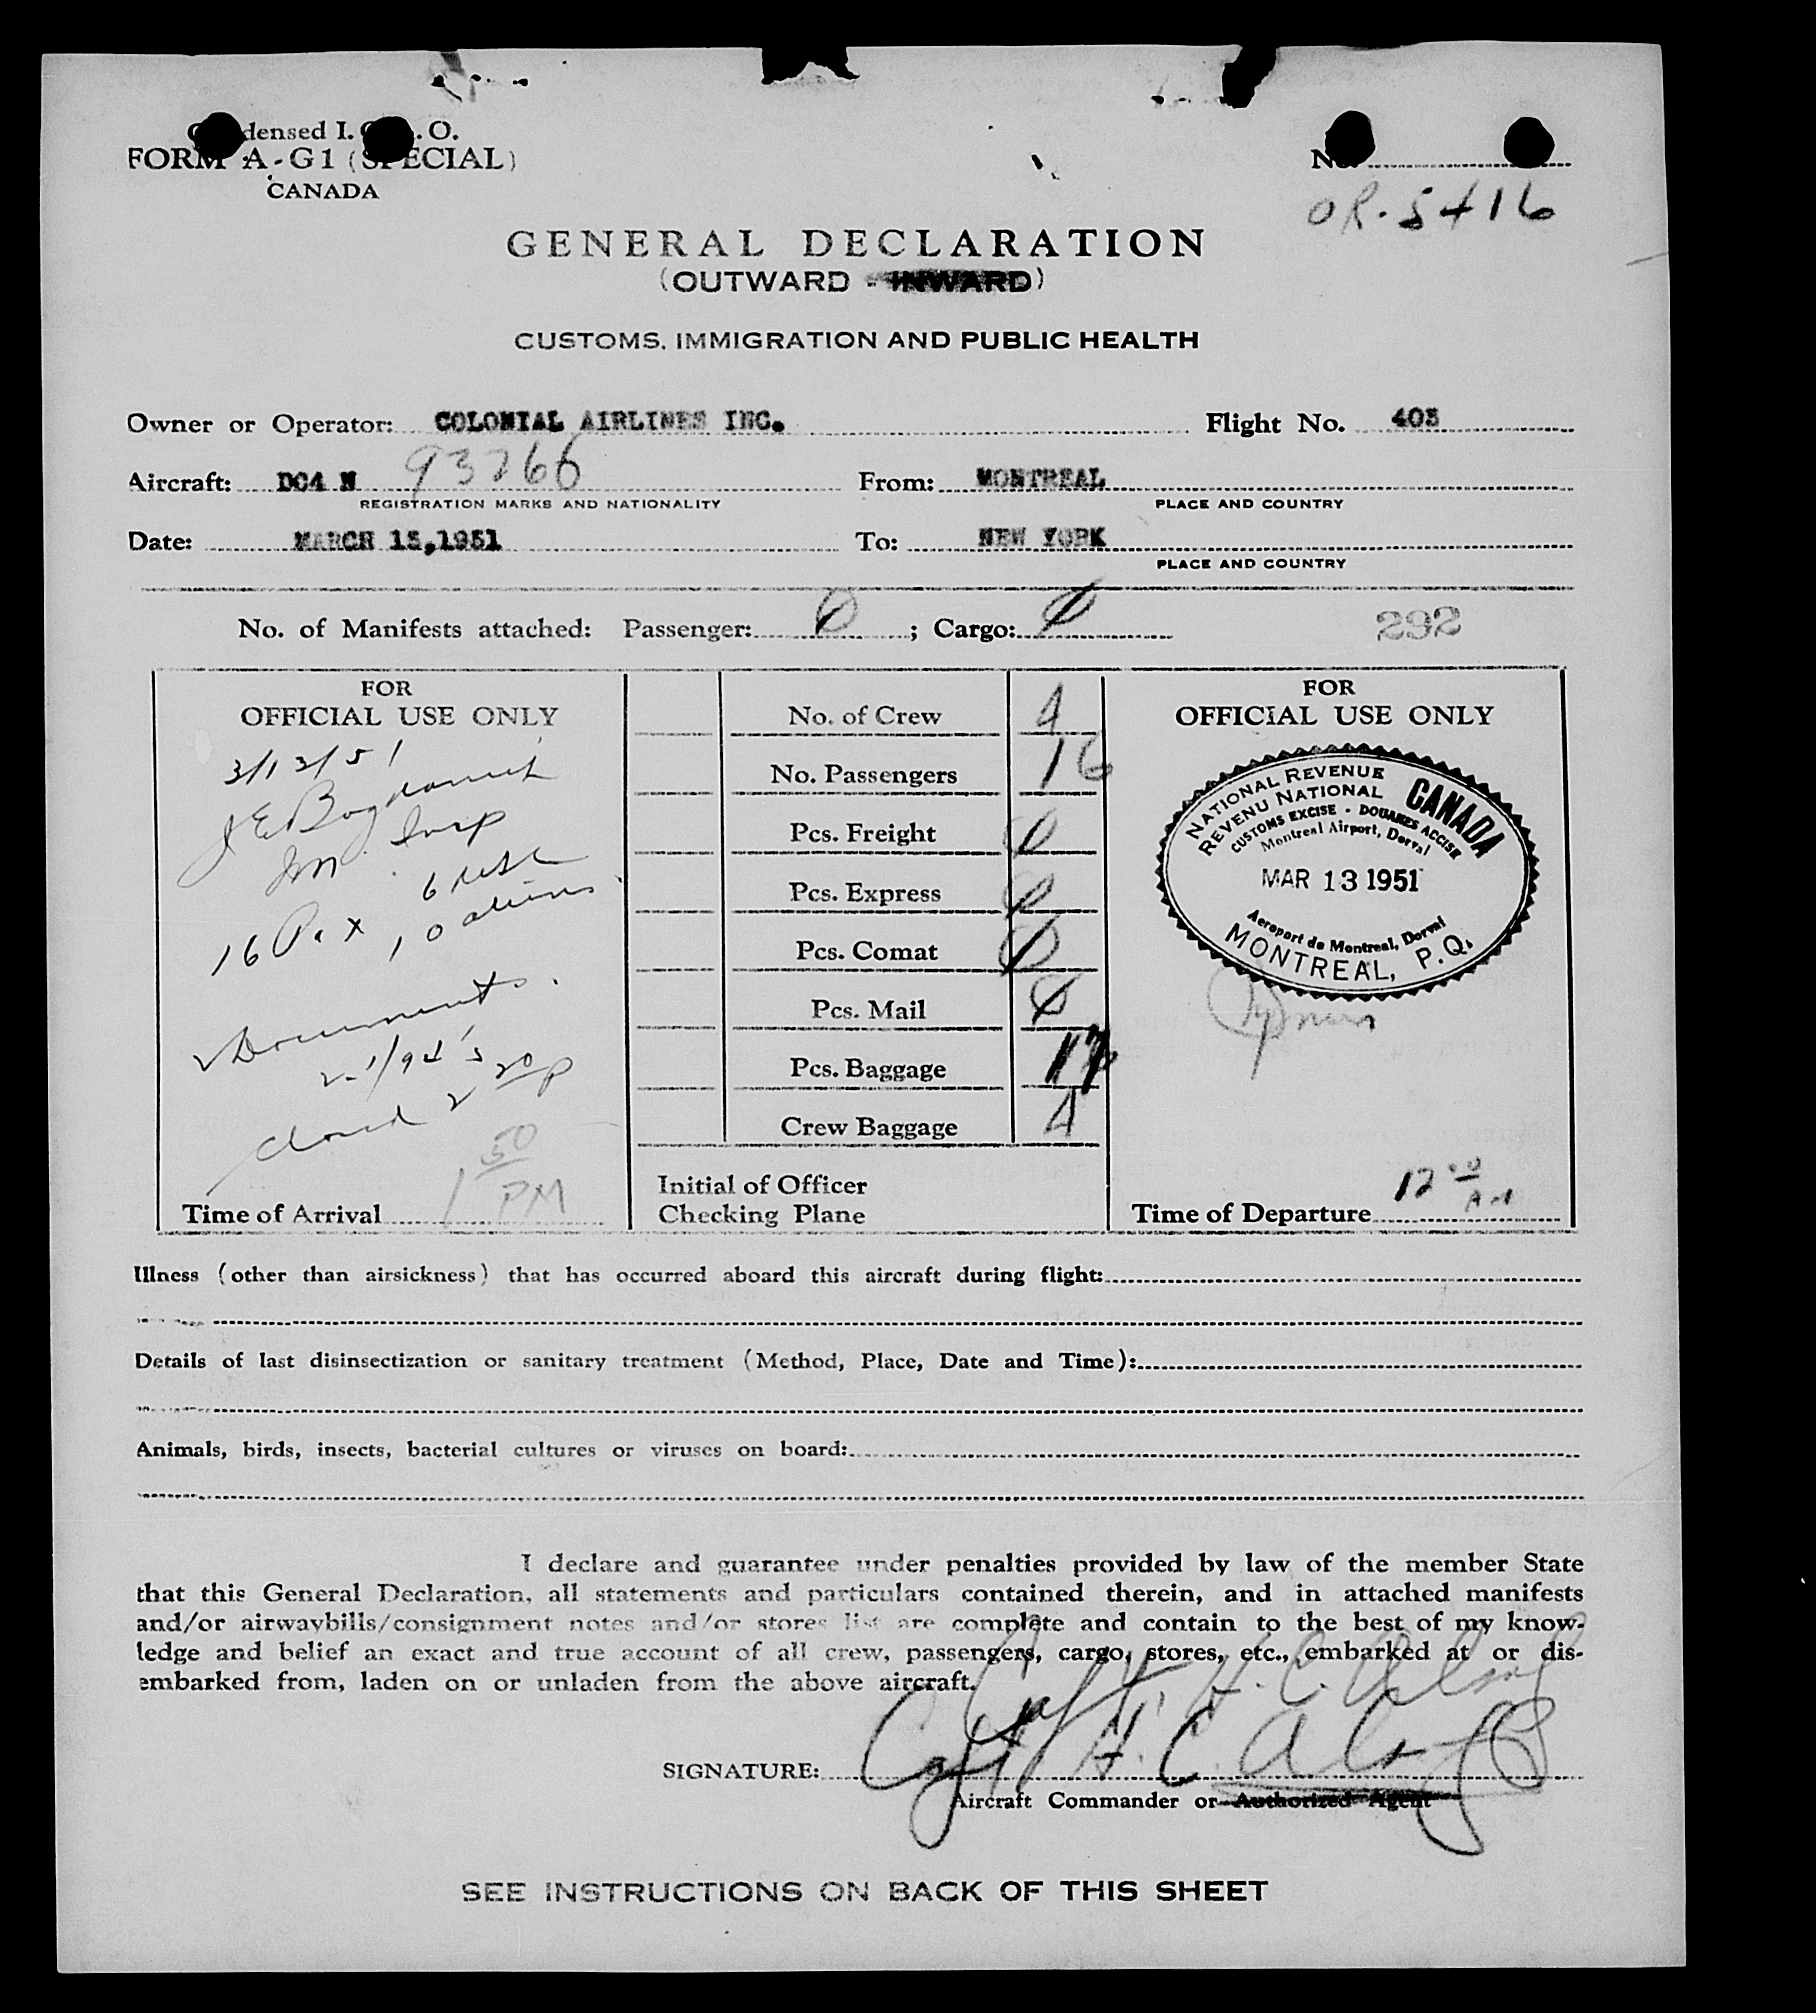 Condensed I. C. A. O.
FORM A - G 1 (SPECIAL)
CANADA
No.
OR-5416
GENERAL DECLARATION
(OUTWARD - INWARD)
CUSTOMS, IMMIGRATION AND PUBLIC HEALTH
Owner or Operator: COLONIAL AIRLINES INC. Flight No. 403
Aircraft: DC4 N 93266 From: MONTREAL
REGISTRATION MARKS AND NATIONALITY PLACE AND COUNTRY
Date: MARCH 13,1951 To: NEW YORK
PLACE AND COUNTRY
No. of Manifests attached: Passenger: 0 ; Cargo: 0 292
FOR
OFFICIAL USE ONLY
3/13/51
Im. Insp
16 Pax
10 aliens
Documents.
closed 2 20 p
1 50 PM
Time of Arrival
No. of Crew 4
No. Passengers 16
Pcs. Freight 0
Pcs. Express 0
Pcs. Comat 0
Pcs. Mail 0
Pcs. Baggage 17
Crew Baggage 4
Initial of Officer
Checking Plane
FOR
OFFICIAL USE ONLY
NATIONAL REVENUE
REVENU NATIONAL
CANADA
CUSTOMS EXCISE - DOUANES ACCISE
Montreal Airport, Dorval
MAR 13 1951
Aeroport de Montreal, Dorval
MONTREAL, P.Q.
Time of Departure 12 00
Illness (other than airsickness) that has occurred aboard this aircraft during flight:
Details of last disinsectization or sanitary treatment (Method, Place, Date and Time):
Animals, birds, insects, bacterial cultures or viruses on board:
I declare and guarantee under penalties provided by law of the member State
that this General Declaration, all statements and particulars contained therein, and in attached manifests
and/or airwaybills/consignment notes and/or stores list are complete and contain to the best of my know-
ledge and belief an exact and true account of all crew, passengers, cargo, stores, etc., embarked at or dis-
embarked from, laden on or unladen from the above aircraft.
SIGNATURE: Capt H. C.
Aircraft Commander or Authorized Agent
SEE INSTRUCTIONS ON BACK OF THIS SHEET